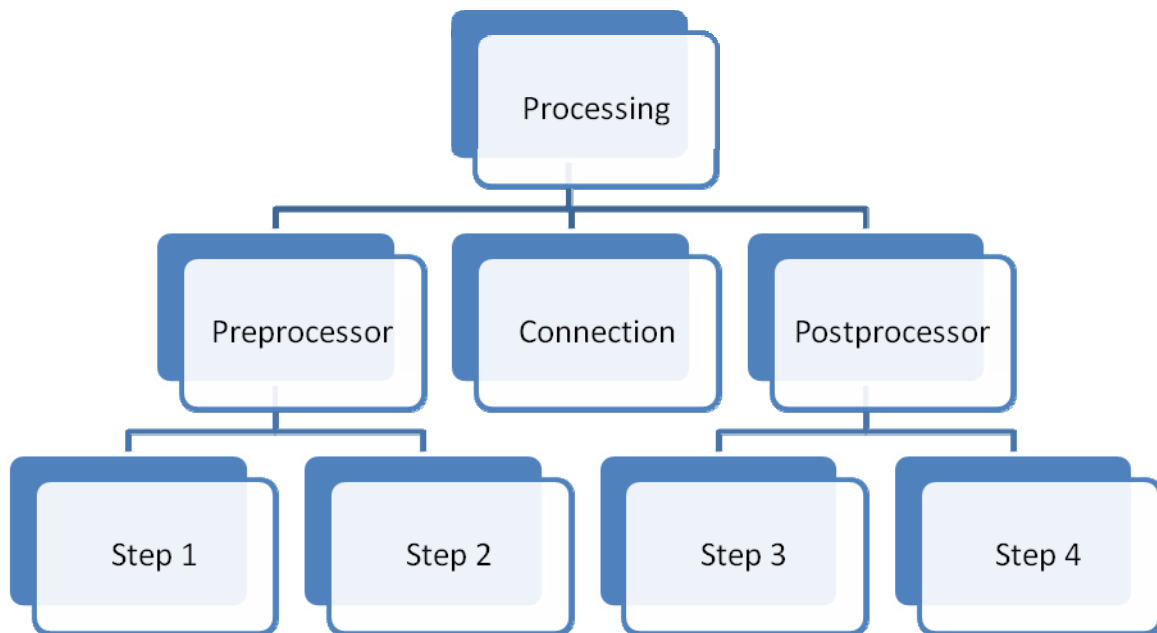 Processing
Preprocessor
Connection
Postprocessor
Step 1
Step 2
Step 3
Step 4